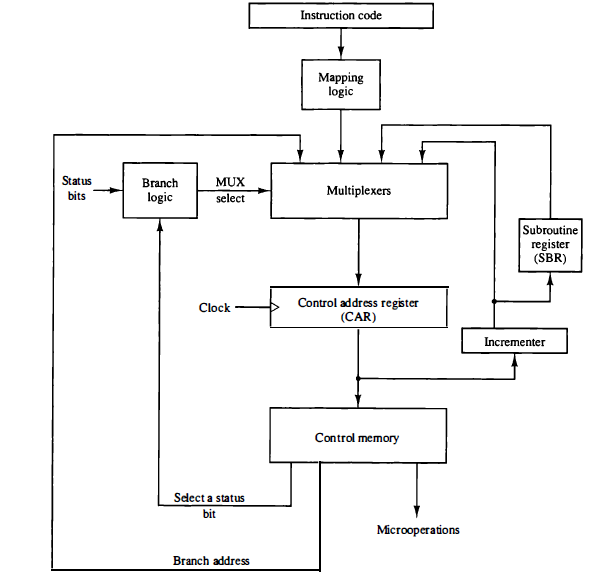 Instruction code
Mapping
logic
Status
bits
Branch
logic
MUX
select
Multiplexers
Subroutine
register
(SBR)
Clock
Control address register
(CAR)
Incrementer
Control memory
Select a status
bit
Microoperations
Branch address